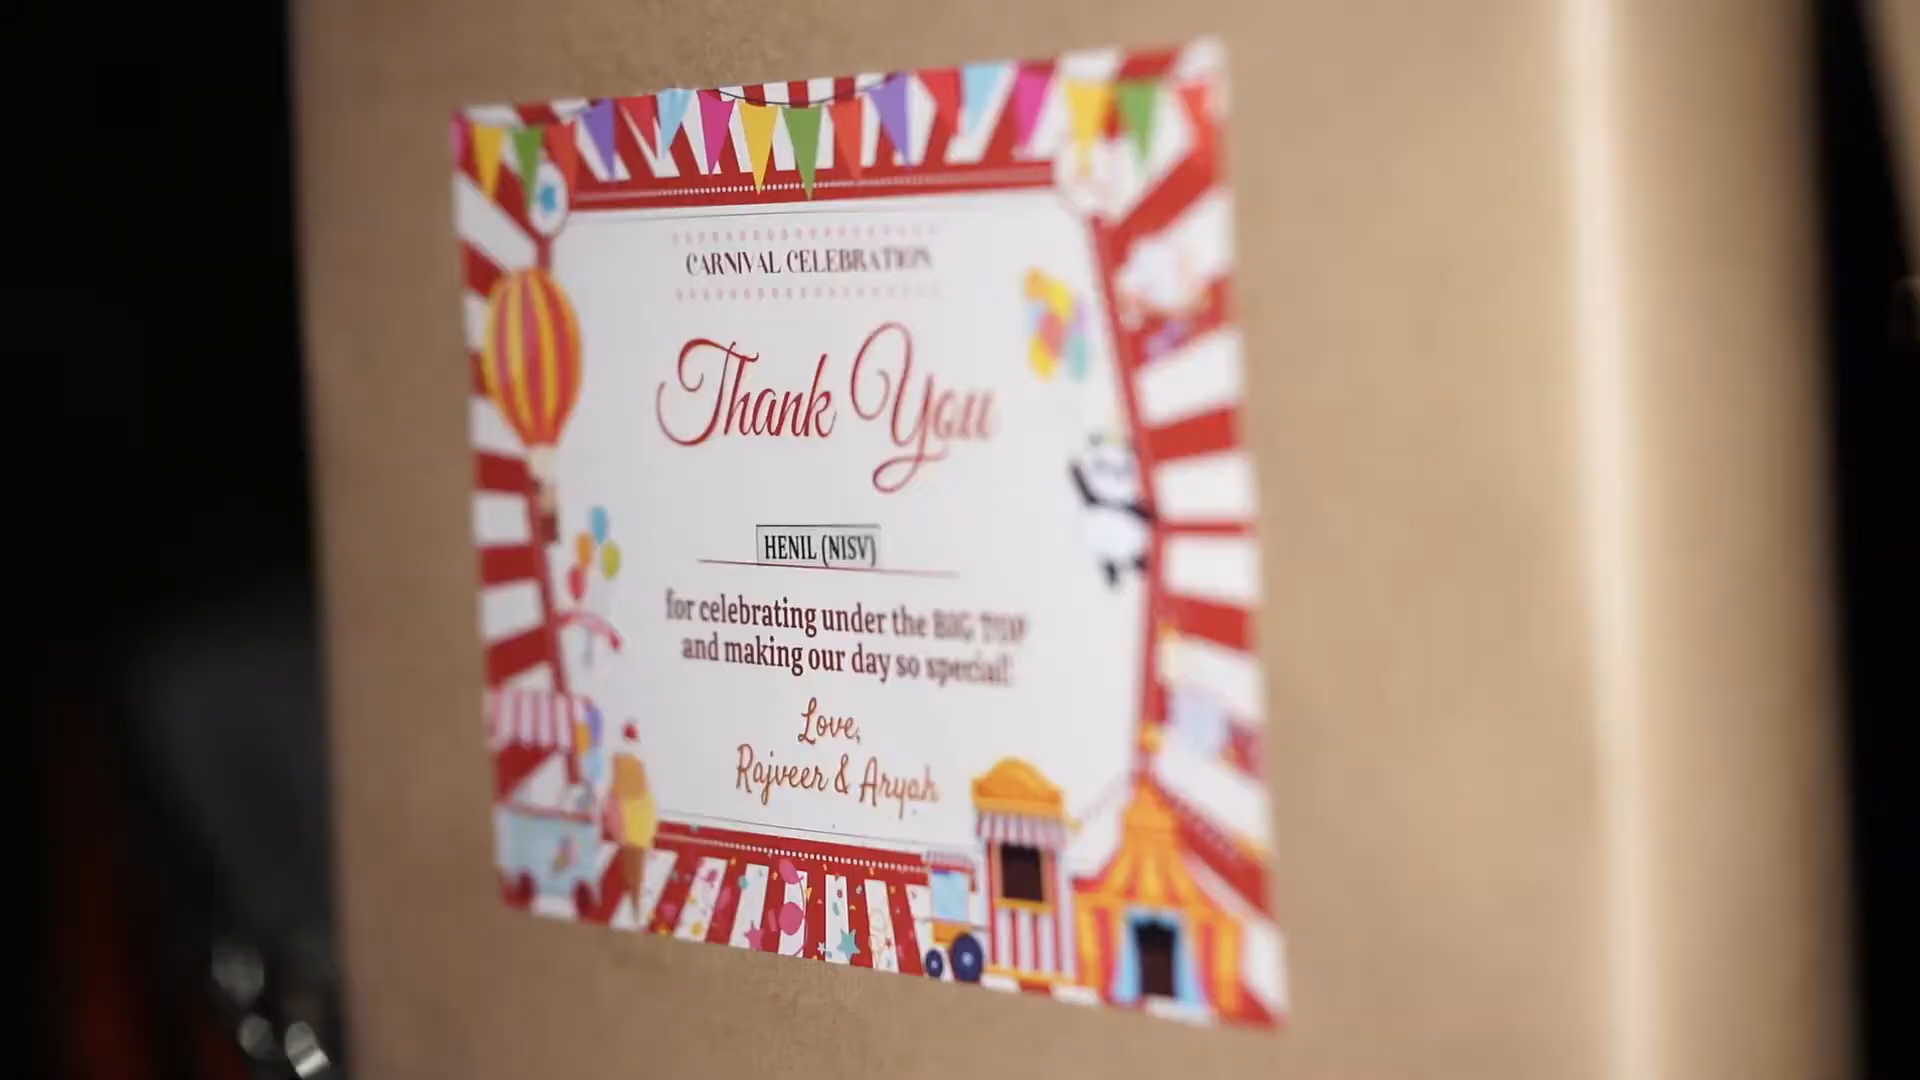 CARNIVAL CELEBRATION
Thank You
HENIL (NISV)
for celebrating under the BIG TOP
and making our day so special!
Love,
Rajveer & Aryah